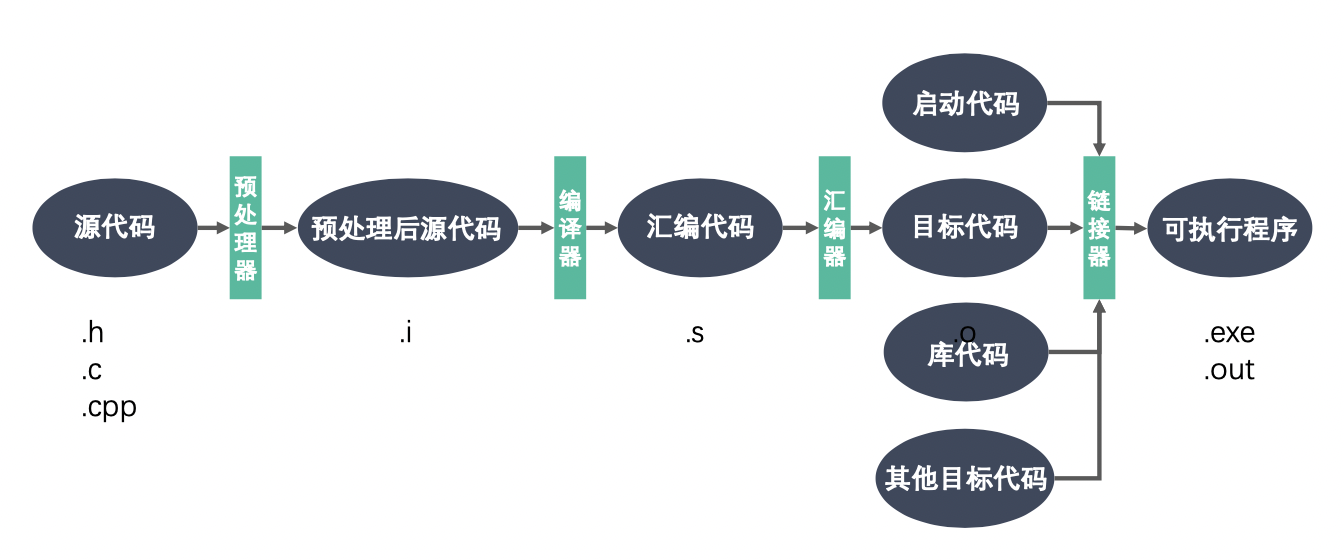 启动代码
源代码
预处理器
预处理后源代码
编译器
汇编代码
汇编器
目标代码
链接器
可执行程序
.h
.c
.cpp
.i
.s
.o
库代码
.exe
.out
其他目标代码